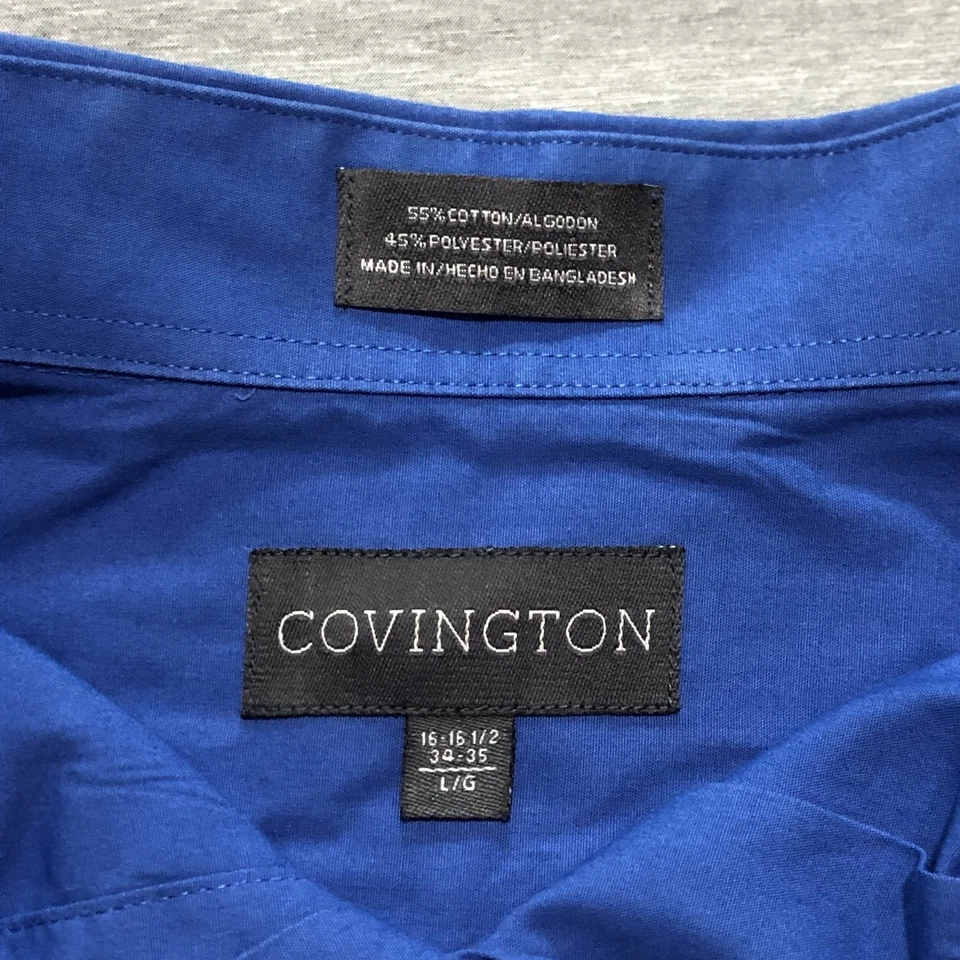 55% COTTON/ALGODON
45% POLYESTER/POLIESTER
MADE IN/HECHO EN BANGLADESH
COVINGTON
16-16 1/2
34-35
L/G